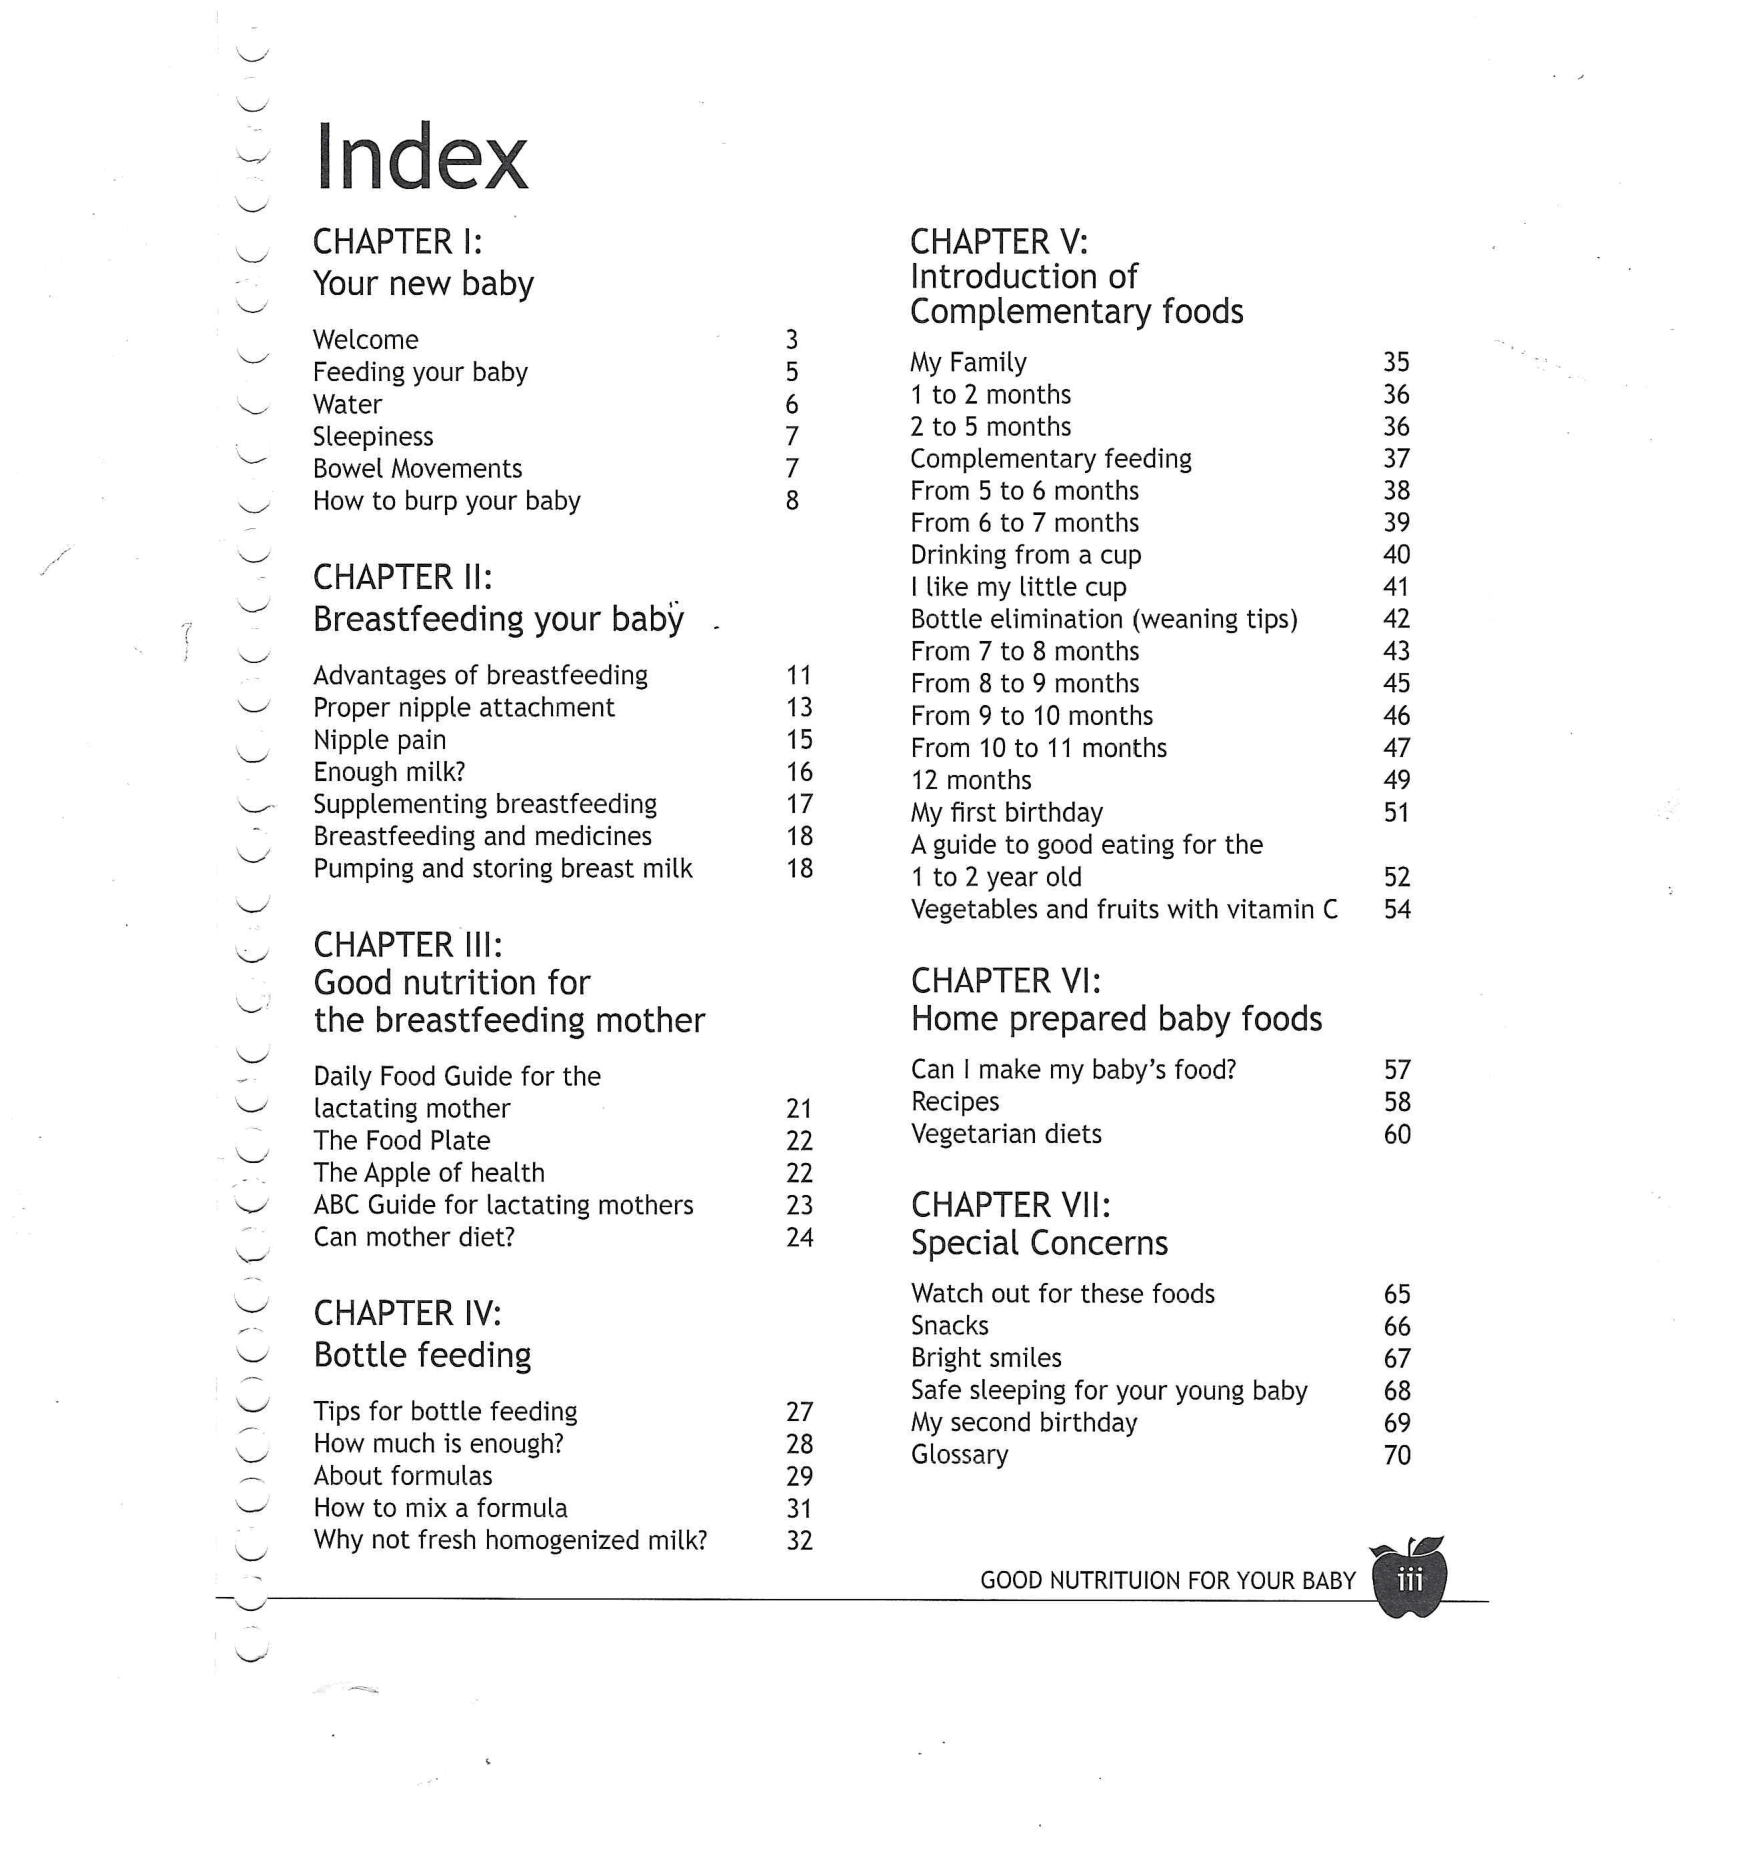 Index
CHAPTER I:
Your new baby
Welcome 3
Feeding your baby 5
Water 6
Sleepiness 7
Bowel Movements 7
How to burp your baby 8
CHAPTER II:
Breastfeeding your baby
Advantages of breastfeeding 11
Proper nipple attachment 13
Nipple pain 15
Enough milk? 16
Supplementing breastfeeding 17
Breastfeeding and medicines 18
Pumping and storing breast milk 18
CHAPTER III:
Good nutrition for
the breastfeeding mother
Daily Food Guide for the
lactating mother 21
The Food Plate 22
The Apple of health 22
ABC Guide for lactating mothers 23
Can mother diet? 24
CHAPTER IV:
Bottle feeding
Tips for bottle feeding 27
How much is enough? 28
About formulas 29
How to mix a formula 31
Why not fresh homogenized milk? 32
CHAPTER V:
Introduction of
Complementary foods
My Family 35
1 to 2 months 36
2 to 5 months 36
Complementary feeding 37
From 5 to 6 months 38
From 6 to 7 months 39
Drinking from a cup 40
I like my little cup 41
Bottle elimination (weaning tips) 42
From 7 to 8 months 43
From 8 to 9 months 45
From 9 to 10 months 46
From 10 to 11 months 47
12 months 49
My first birthday 51
A guide to good eating for the
1 to 2 year old 52
Vegetables and fruits with vitamin C 54
CHAPTER VI:
Home prepared baby foods
Can I make my baby's food? 57
Recipes 58
Vegetarian diets 60
CHAPTER VII:
Special Concerns
Watch out for these foods 65
Snacks 66
Bright smiles 67
Safe sleeping for your young baby 68
My second birthday 69
Glossary 70
GOOD NUTRITUION FOR YOUR BABY iii